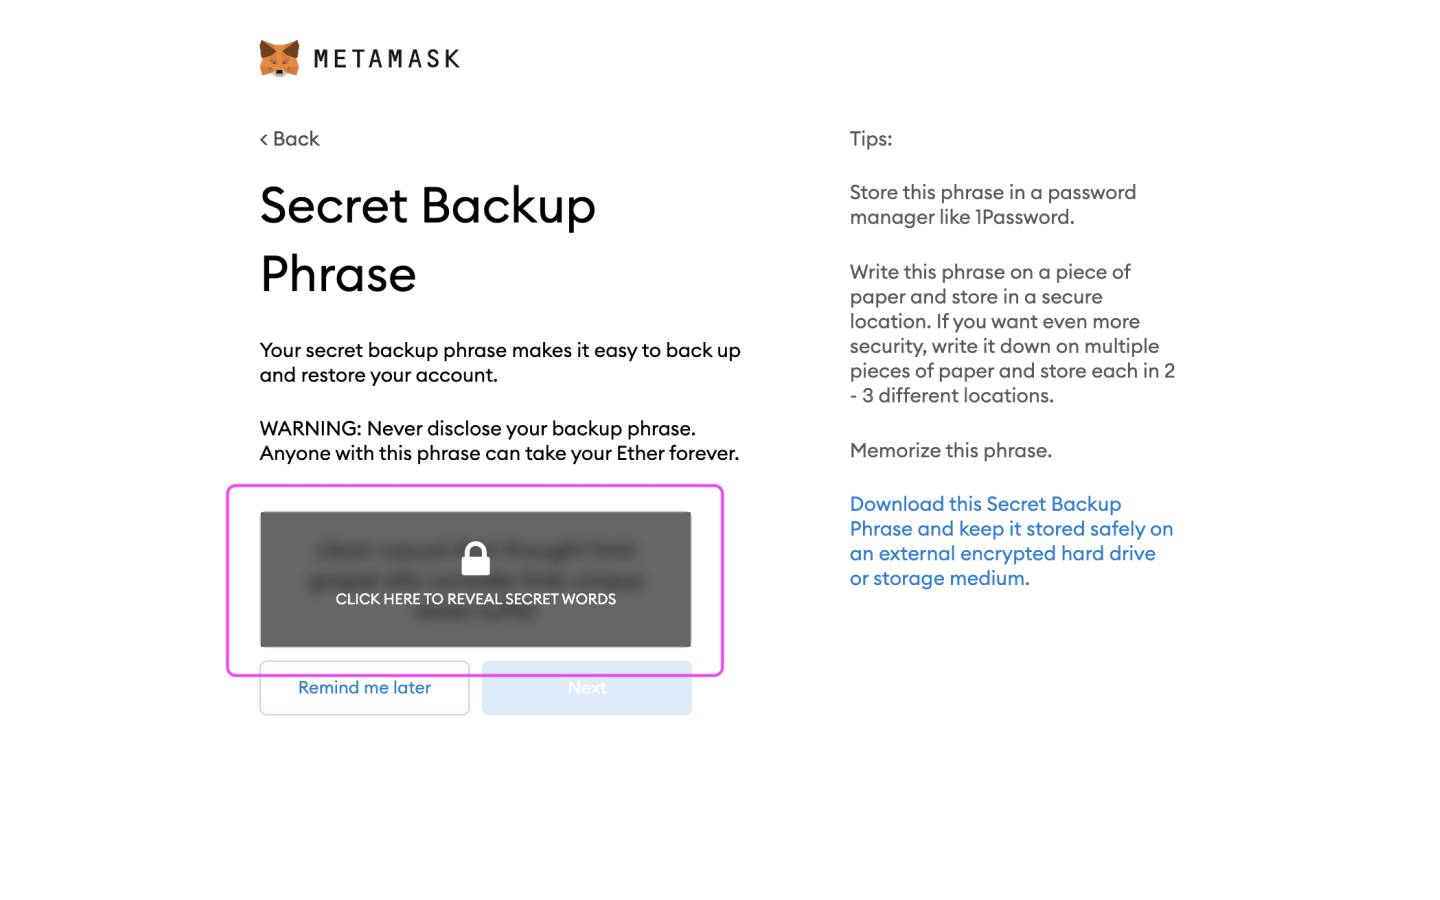 METAMASK
< Back
Secret Backup
Phrase
Your secret backup phrase makes it easy to back up
and restore your account.
WARNING: Never disclose your backup phrase.
Anyone with this phrase can take your Ether forever.
CLICK HERE TO REVEAL SECRET WORDS
Remind me later
Next
Tips:
Store this phrase in a password
manager like 1Password.
Write this phrase on a piece of
paper and store in a secure
location. If you want even more
security, write it down on multiple
pieces of paper and store each in 2
- 3 different locations.
Memorize this phrase.
Download this Secret Backup
Phrase and keep it stored safely on
an external encrypted hard drive
or storage medium.